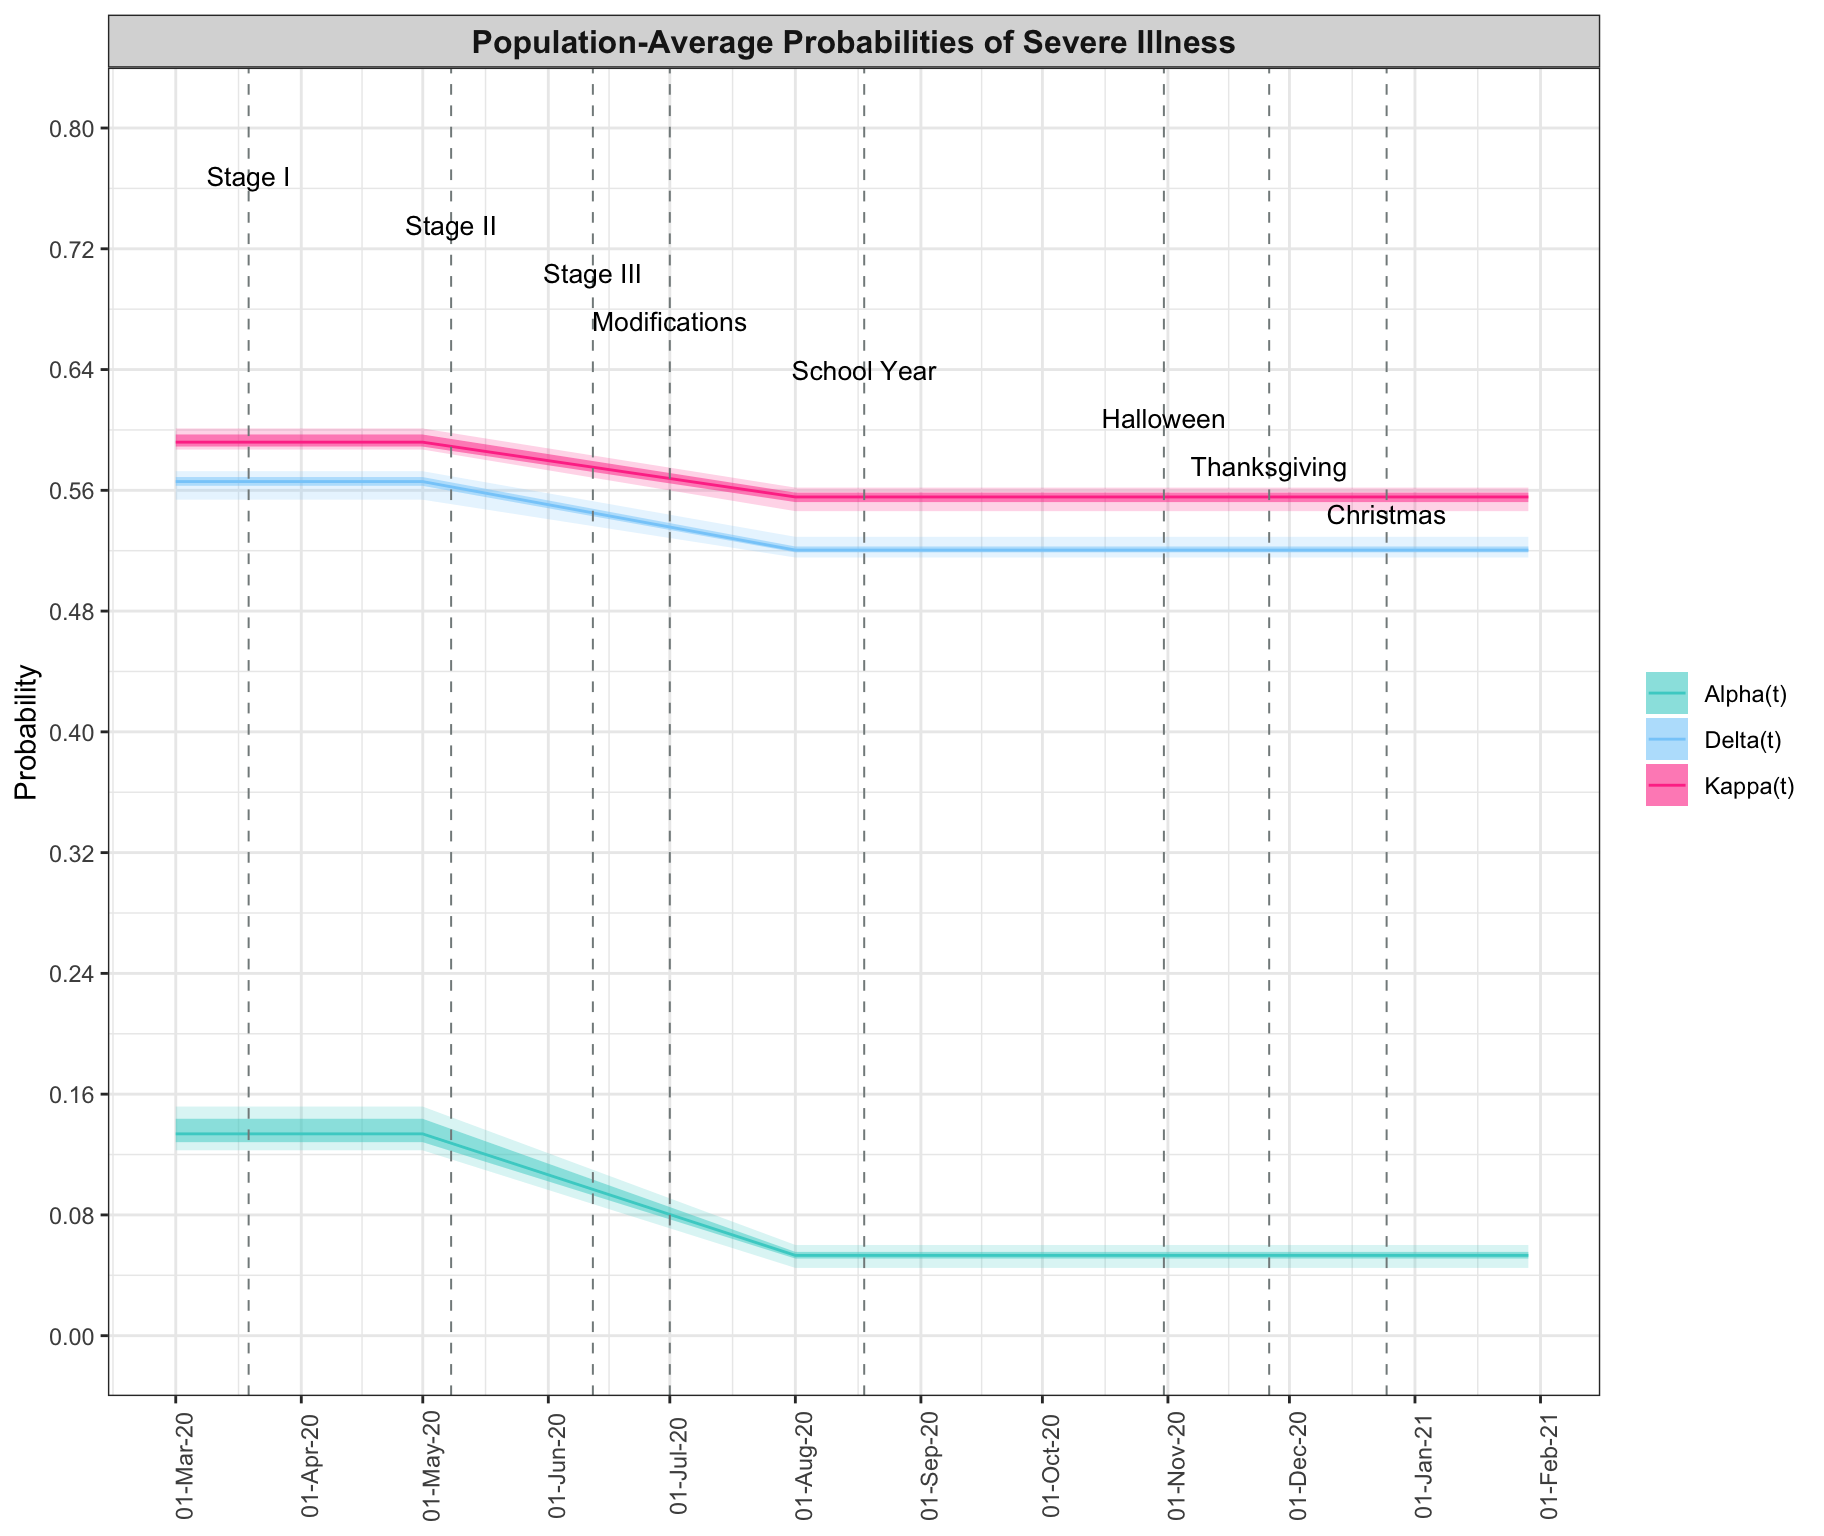 Population-Average Probabilities of Severe Illness
0.80
Stage I
Stage II
0.72
Stage III
Modifications
0.64
School Year
Halloween
Thanksgiving
0.56
Christmas
0.48
0.40
0.32
0.24
0.16
0.08
0.00
Probability
Alpha(t)
Delta(t)
Kappa(t)
01-Mar-20
01-Apr-20
01-May-20
01-Jun-20
01-Jul-20
01-Aug-20
01-Sep-20
01-Oct-20
01-Nov-20
01-Dec-20
01-Jan-21
01-Feb-21